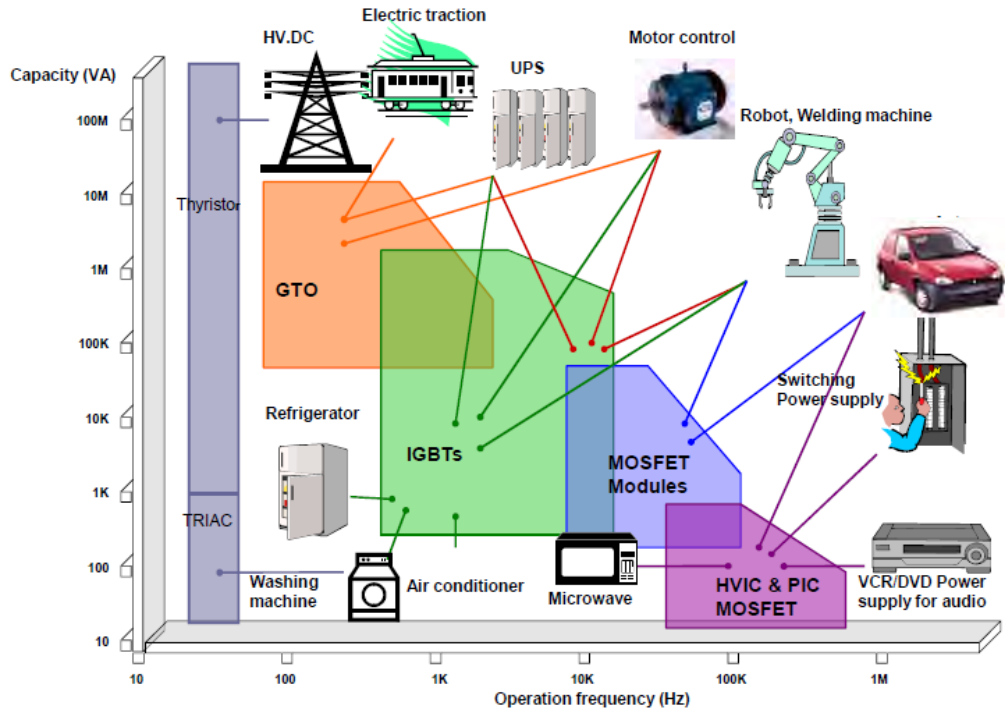 Electric traction
HV.DC
Motor control
Capacity (VA)
UPS
Robot, Welding machine
100M
Thyristor
10M
1M
GTO
100K
Switching
Power supply
Refrigerator
10K
IGBTs
MOSFET
Modules
1K
TRIAC
100
Washing
machine
Air conditioner
Microwave
HVIC & PIC
MOSFET
VCR/DVD Power
supply for audio
10
10
100
1K
10K
100K
1M
Operation frequency (Hz)